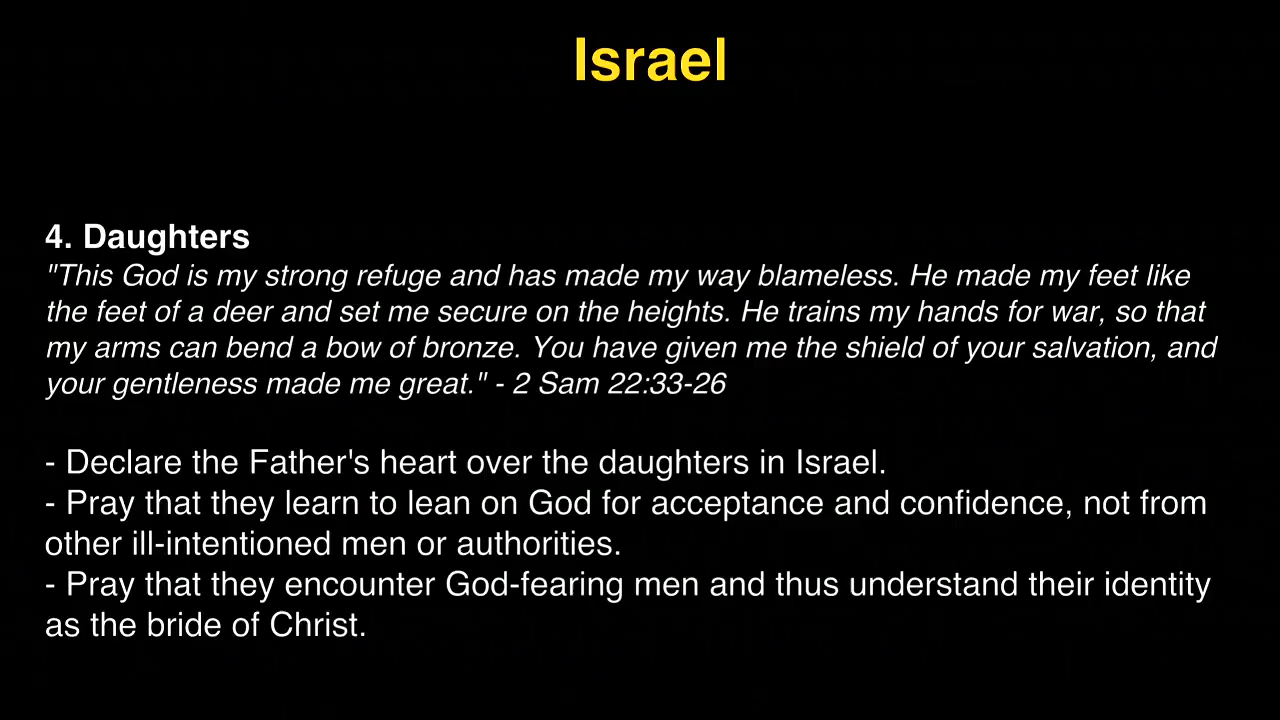 Israel
4. Daughters
"This God is my strong refuge and has made my way blameless. He made my feet like
the feet of a deer and set me secure on the heights. He trains my hands for war, so that
my arms can bend a bow of bronze. You have given me the shield of your salvation, and
your gentleness made me great." - 2 Sam 22:33-26
- Declare the Father's heart over the daughters in Israel.
- Pray that they learn to lean on God for acceptance and confidence, not from
other ill-intentioned men or authorities.
- Pray that they encounter God-fearing men and thus understand their identity
as the bride of Christ.